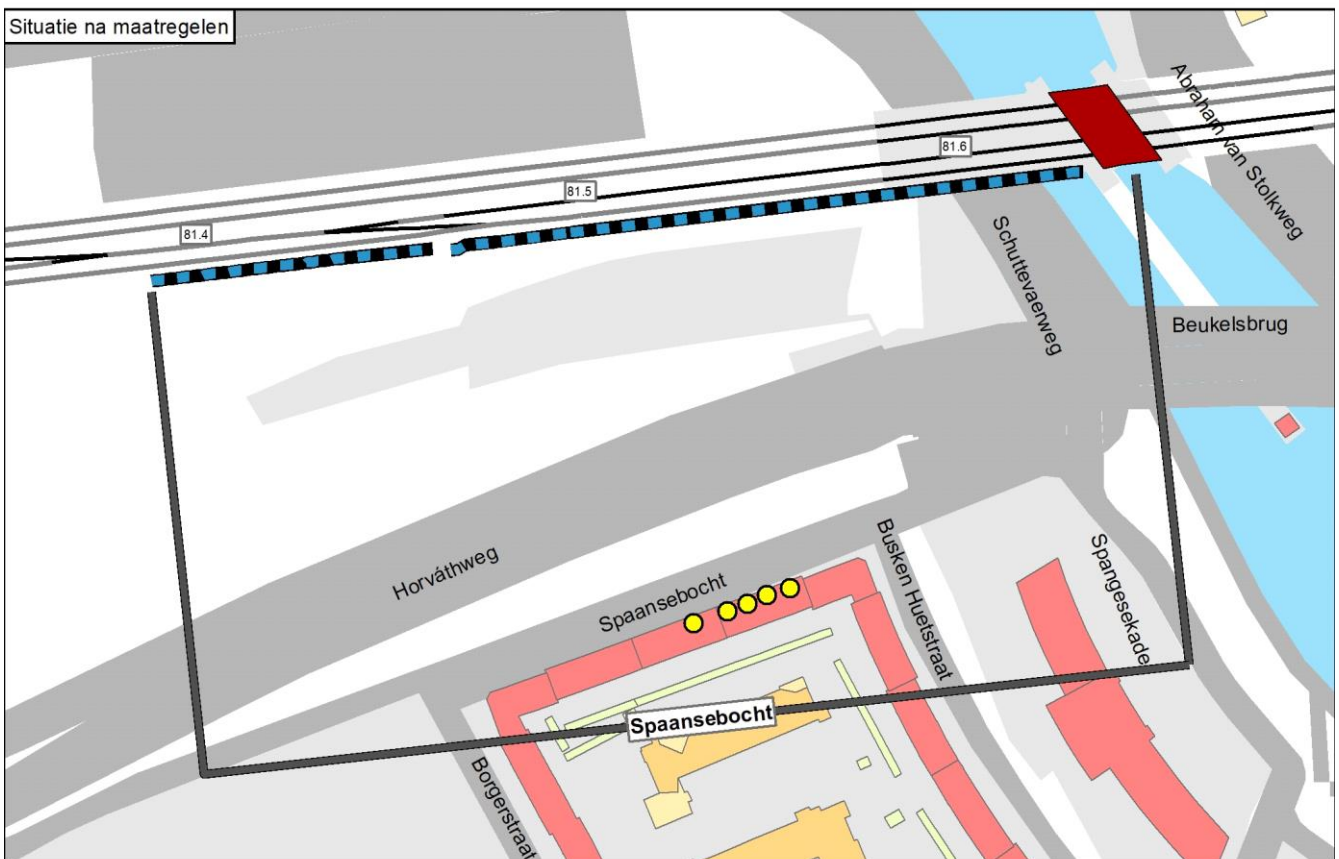 Situatie na maatregelen
Abraham van Stolkweg
81.6
81.5
81.4
Schuttevaerweg
Beukelsbrug
Horváthweg
Spaansebocht
Busken Huetstraat
Spangesekade
Spaansebocht
Borgerstraat